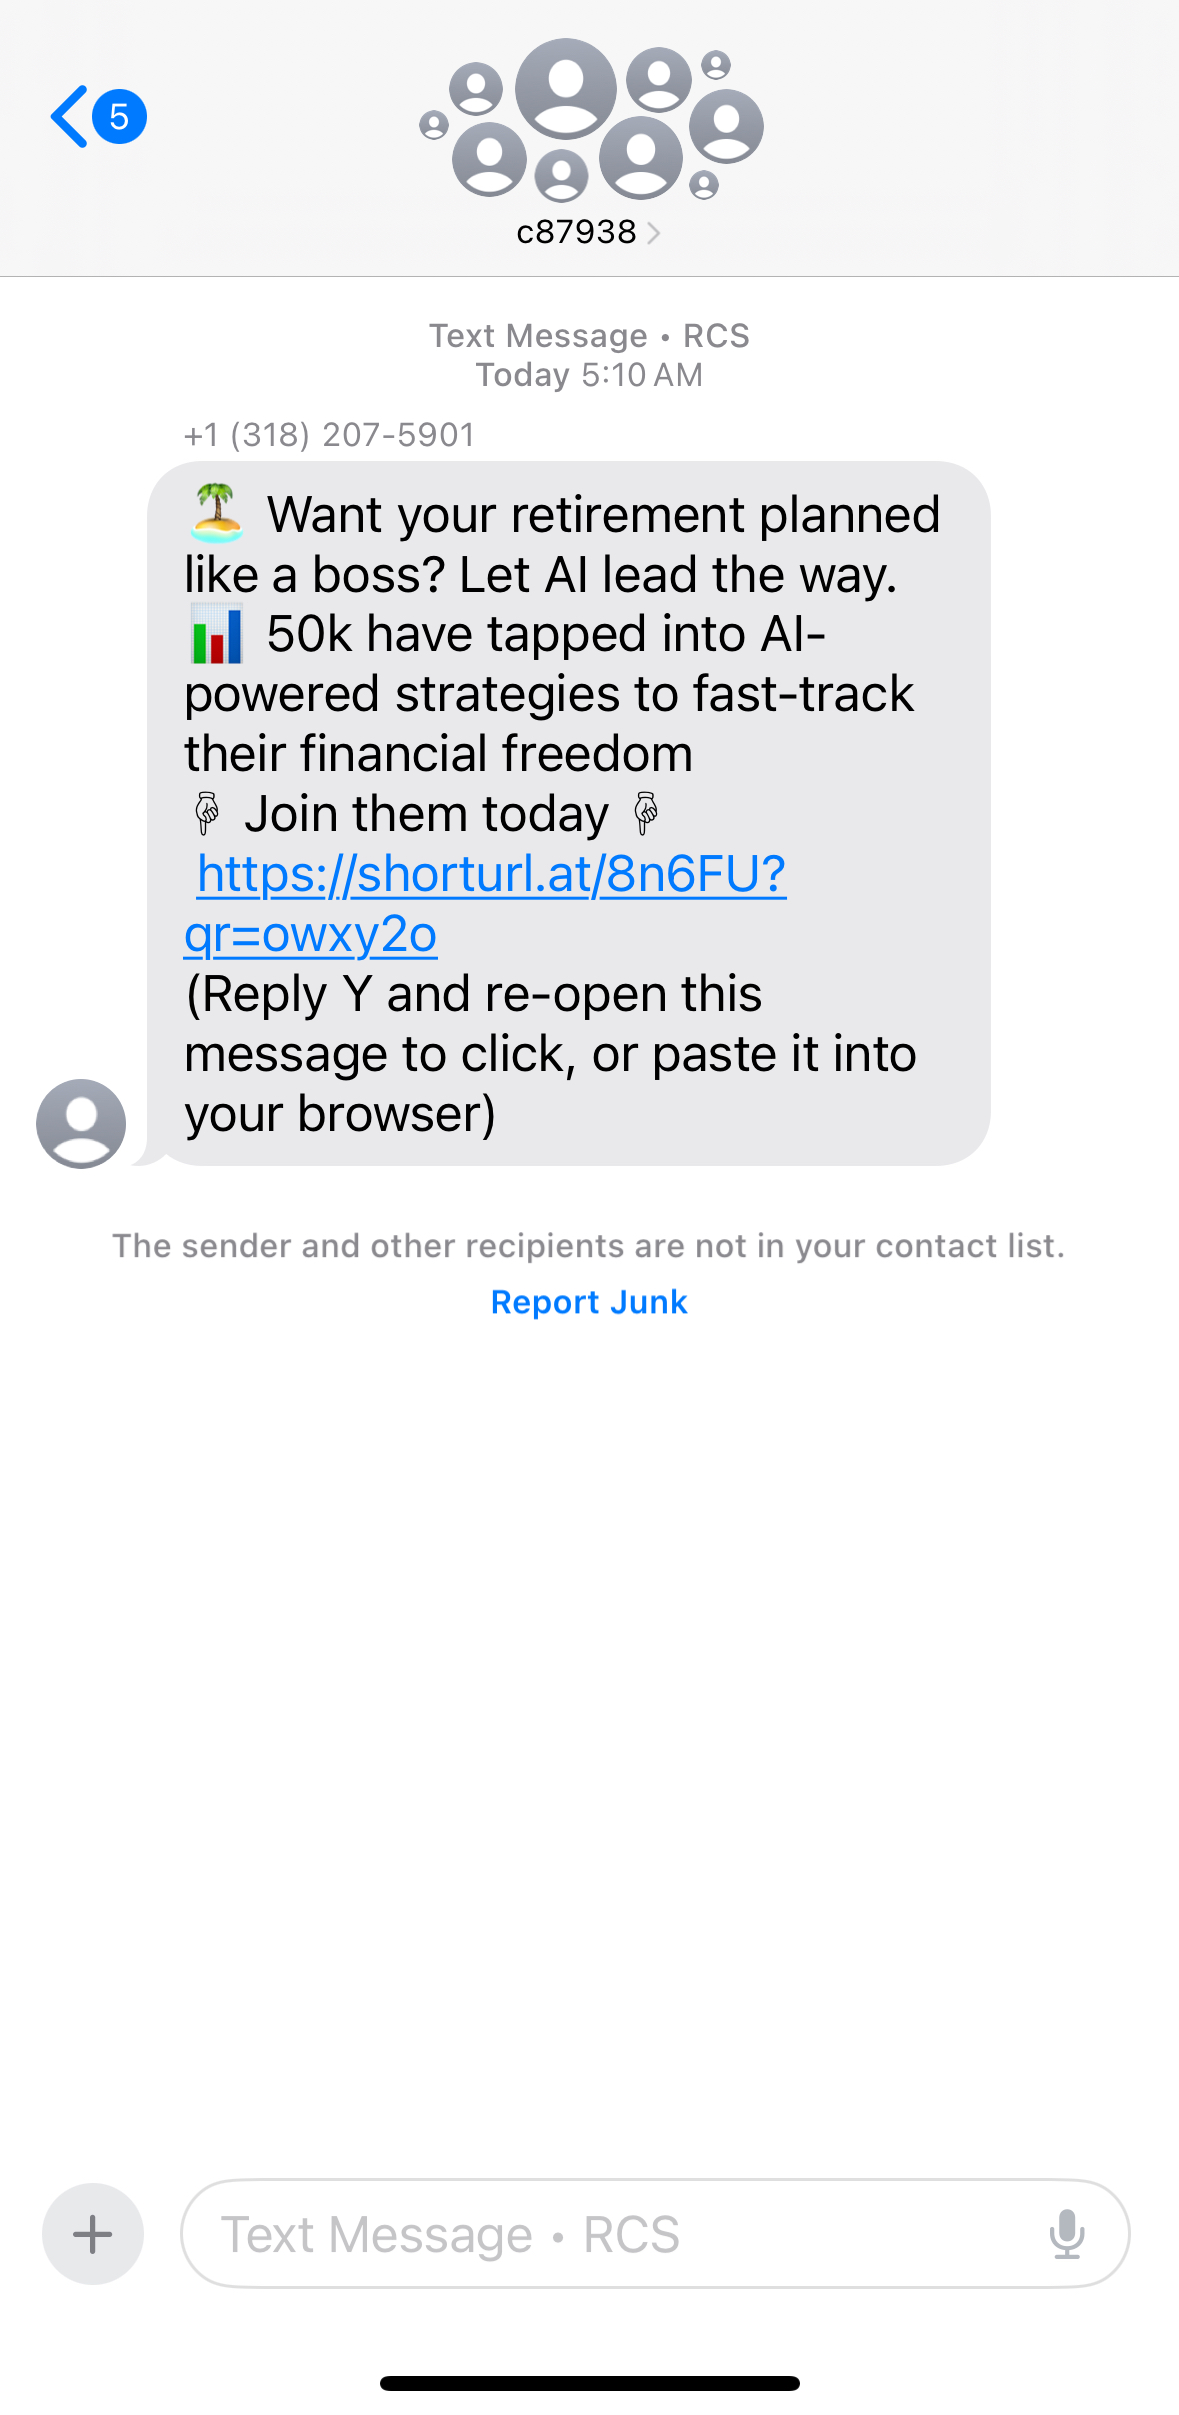 5
c87938
Text Message • RCS
Today 5:10 AM
+1 (318) 207-5901
🏝️ Want your retirement planned
like a boss? Let AI lead the way.
📊 50k have tapped into AI-
powered strategies to fast-track
their financial freedom
☟ Join them today ☟
https://shorturl.at/8n6FU?
qr=owxy2o
(Reply Y and re-open this
message to click, or paste it into
your browser)
The sender and other recipients are not in your contact list.
Report Junk
Text Message • RCS